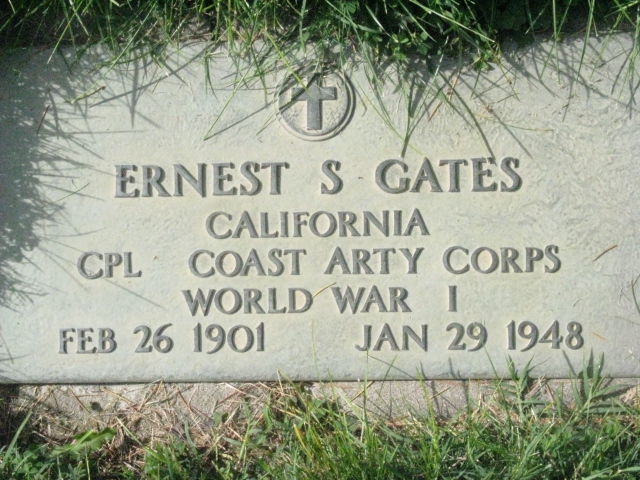 ERNEST S GATES
CALIFORNIA
CPL COAST ARTY CORPS
WORLD WAR I
FEB 26 1901 JAN 29 1948